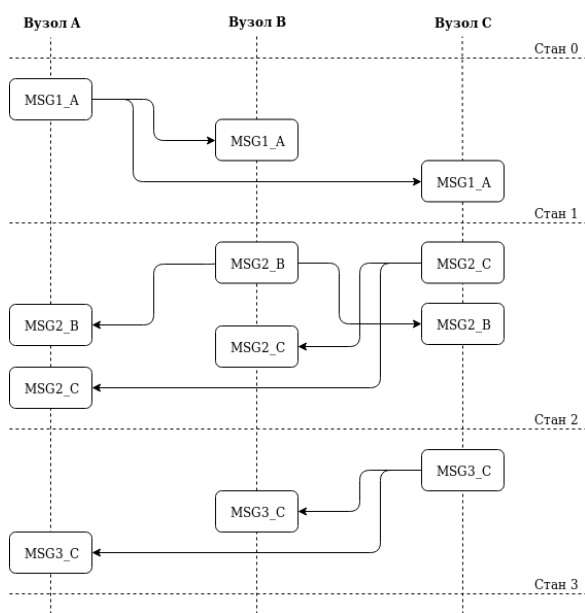 Вузол A
Вузол B
Вузол C
Стан 0
MSG1_A
MSG1_A
MSG1_A
Стан 1
MSG2_B
MSG2_C
MSG2_B
MSG2_B
MSG2_C
MSG2_C
Стан 2
MSG3_C
MSG3_C
MSG3_C
Стан 3